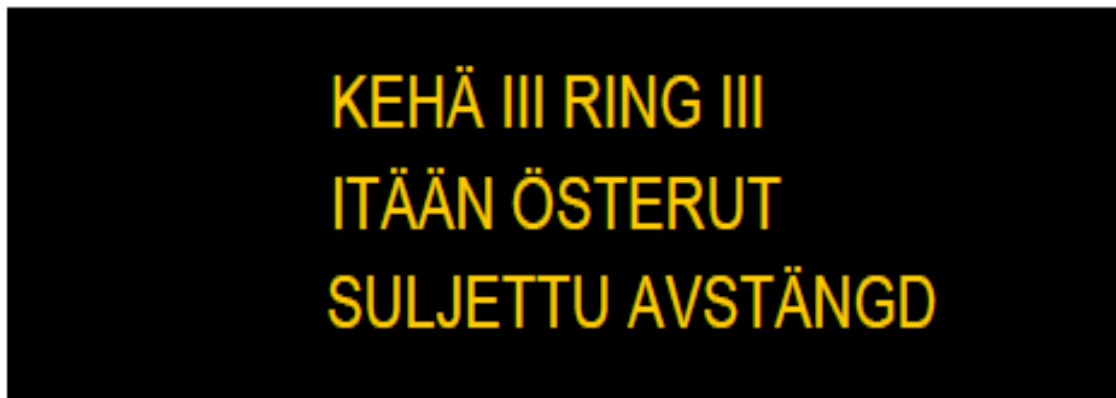 KEHÄ III RING III
ITÄÄN ÖSTERUT
SULJETTU AVSTÄNGD